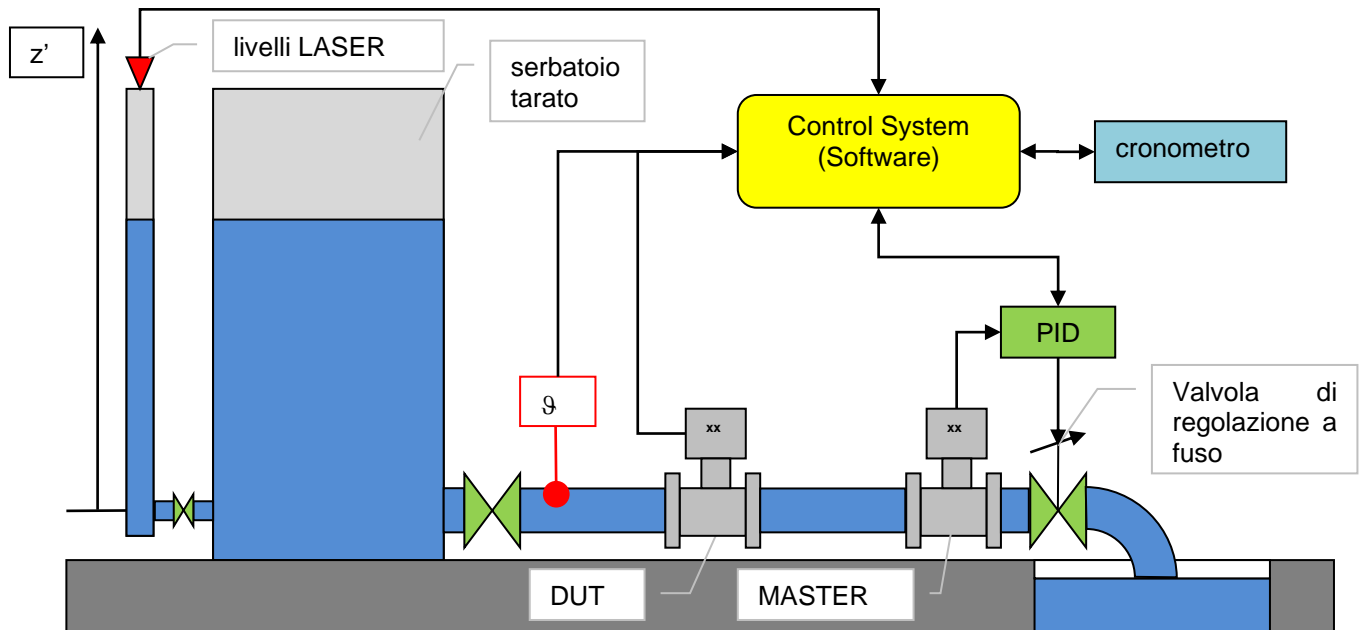 z’
livelli LASER
serbatoio
tarato
Control System
(Software)
cronometro
PID
Valvola di
regolazione a
fuso
ϑ
xx
xx
DUT
MASTER